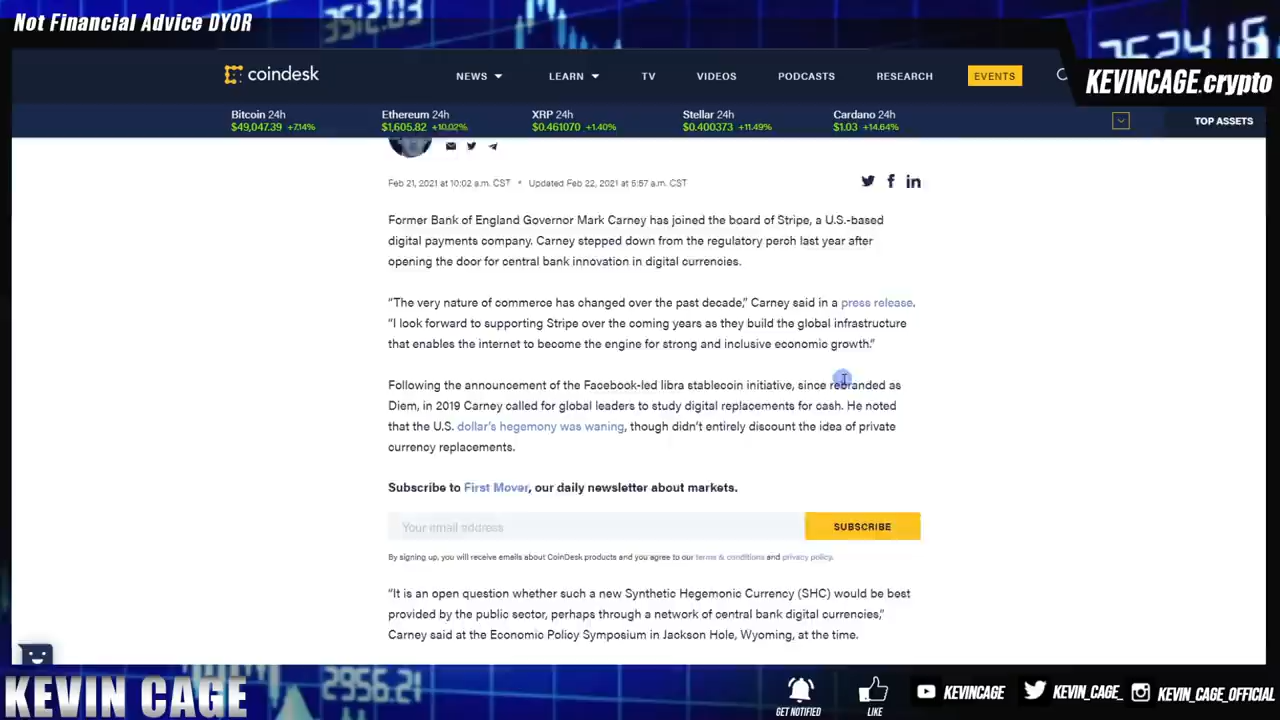 Not Financial Advice DYOR
3512.03
3524.16
coindesk
NEWS
LEARN
TV
VIDEOS
PODCASTS
RESEARCH
EVENTS
KEVINCAGE.crypto
Bitcoin 24h
$49,047.39 +7.14%
Ethereum 24h
$1,605.82 +10.02%
XRP 24h
$0.461070 +1.40%
Stellar 24h
$0.400373 +11.49%
Cardano 24h
$1.03 +14.64%
TOP ASSETS
Feb 21, 2021 at 10:02 a.m. CST • Updated Feb 22, 2021 at 5:57 a.m. CST
Former Bank of England Governor Mark Carney has joined the board of Stripe, a U.S.-based
digital payments company. Carney stepped down from the regulatory perch last year after
opening the door for central bank innovation in digital currencies.
“The very nature of commerce has changed over the past decade,” Carney said in a press release.
“I look forward to supporting Stripe over the coming years as they build the global infrastructure
that enables the internet to become the engine for strong and inclusive economic growth.”
Following the announcement of the Facebook-led libra stablecoin initiative, since rebranded as
Diem, in 2019 Carney called for global leaders to study digital replacements for cash. He noted
that the U.S. dollar’s hegemony was waning, though didn’t entirely discount the idea of private
currency replacements.
Subscribe to First Mover, our daily newsletter about markets.
Your email address
SUBSCRIBE
By signing up, you will receive emails about CoinDesk products and you agree to our terms & conditions and privacy policy.
“It is an open question whether such a new Synthetic Hegemonic Currency (SHC) would be best
provided by the public sector, perhaps through a network of central bank digital currencies,”
Carney said at the Economic Policy Symposium in Jackson Hole, Wyoming, at the time.
KEVIN CAGE
2956.21
GET NOTIFIED
LIKE
KEVINCAGE
KEVIN_CAGE_
KEVIN_CAGE_OFFICIAL